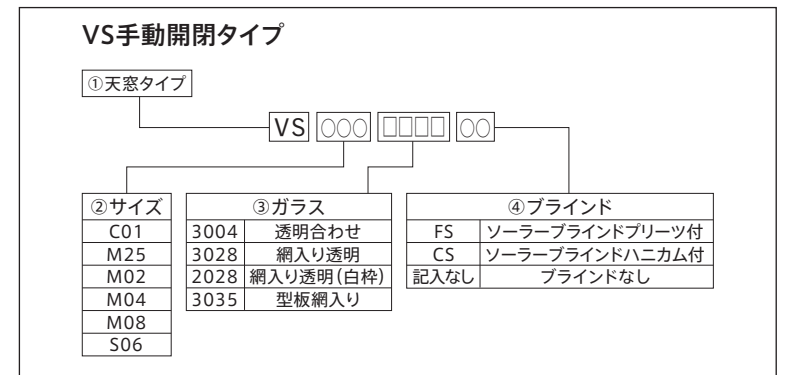 VS手動開閉タイプ
①天窓タイプ
VS ○○○ □□□□ ○○
②サイズ
C01
M25
M02
M04
M08
S06
③ガラス
3004 透明合わせ
3028 網入り透明
2028 網入り透明(白枠)
3035 型板網入り
④ブラインド
FS ソーラーブラインドプリーツ付
CS ソーラーブラインドハニカム付
記入なし ブラインドなし